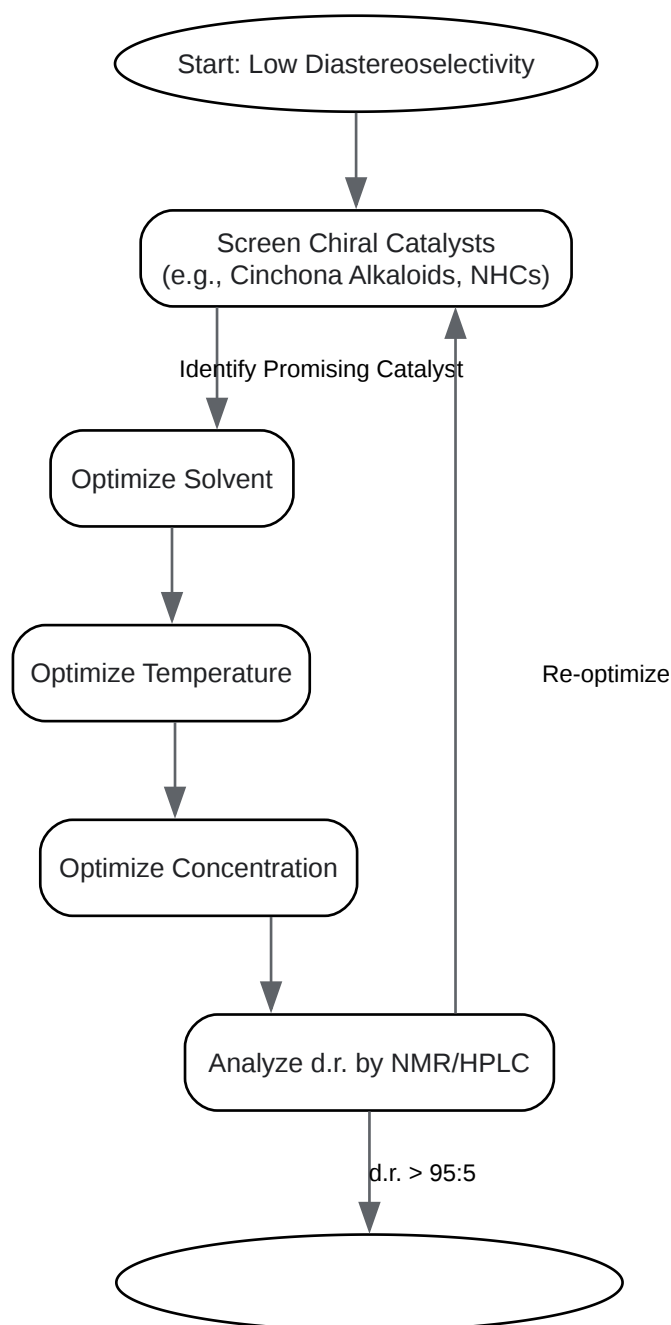 Start: Low Diastereoselectivity
Screen Chiral Catalysts
(e.g., Cinchona Alkaloids, NHCs)
Identify Promising Catalyst
Optimize Solvent
Optimize Temperature
Re-optimize
Optimize Concentration
Analyze d.r. by NMR/HPLC
d.r. > 95:5